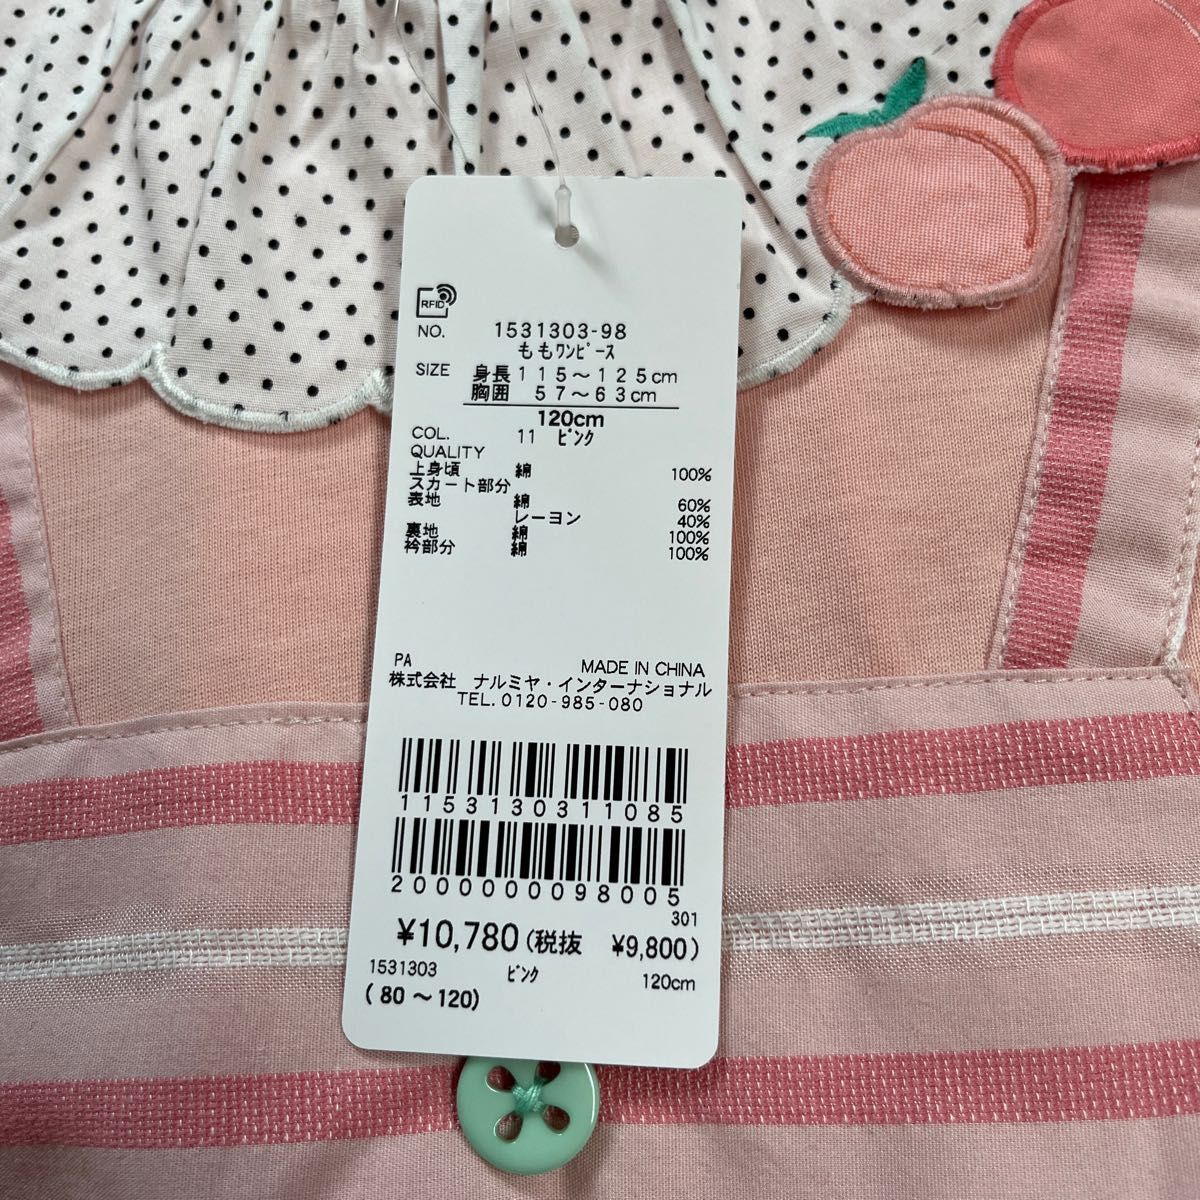 RFID
NO. 1531303-98
ももワンピース
SIZE 身長 115～125cm
胸囲 57～63cm
120cm
COL. 11 ピンク
QUALITY
上身頃 綿 100%
スカート部分
表地 綿 60%
レーヨン 40%
裏地 綿 100%
衿部分 綿 100%
PA MADE IN CHINA
株式会社 ナルミヤ・インターナショナル
TEL. 0120-985-080
1153130311085
2000000098005
301
¥10,780(税抜 ¥9,800)
1531303 ピンク 120cm
(80～120)